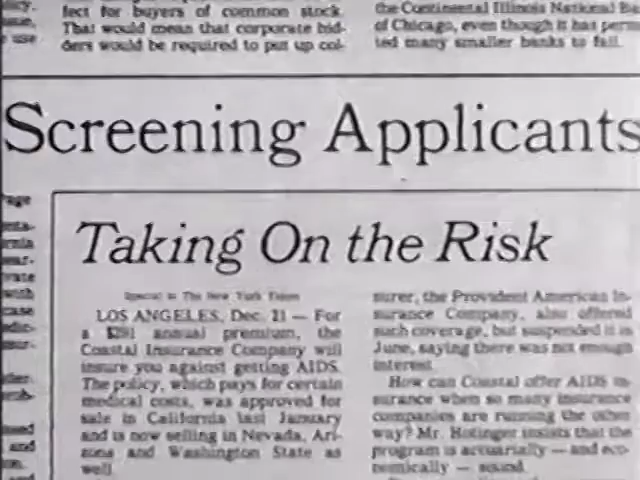 fect for buyers of common stock.
That would mean that corporate bid-
ders would be required to put up col-
the Continental Illinois National
of Chicago, even though it has
ted many smaller banks to fail.
Screening Applicants
Taking On the Risk
Special to The New York Times
LOS ANGELES, Dec. 21 — For
a $291 annual premium, the
Coastal Insurance Company will
insure you against getting AIDS.
The policy, which pays for certain
medical costs, was approved for
sale in California last January
and is now selling in Nevada, Ari-
zona and Washington State as
well.
surer, the Provident American In-
surance Company, also offered
such coverage, but suspended it in
June, saying there was not enough
interest.
How can Coastal offer AIDS in-
surance when so many insurance
companies are running the other
way? Mr. Hotinger insists that the
program is actuarially — and eco-
nomically — sound.